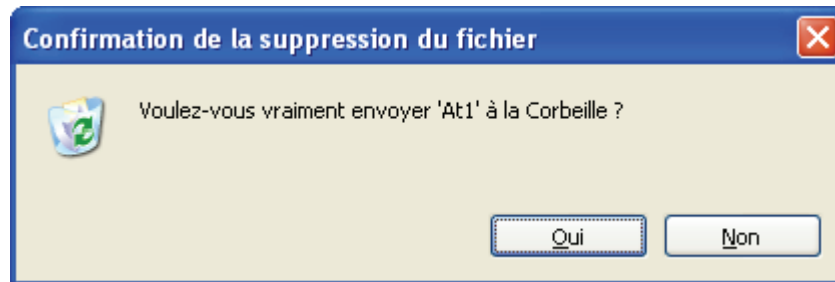 Confirmation de la suppression du fichier
Voulez-vous vraiment envoyer 'At1' à la Corbeille ?
Oui
Non